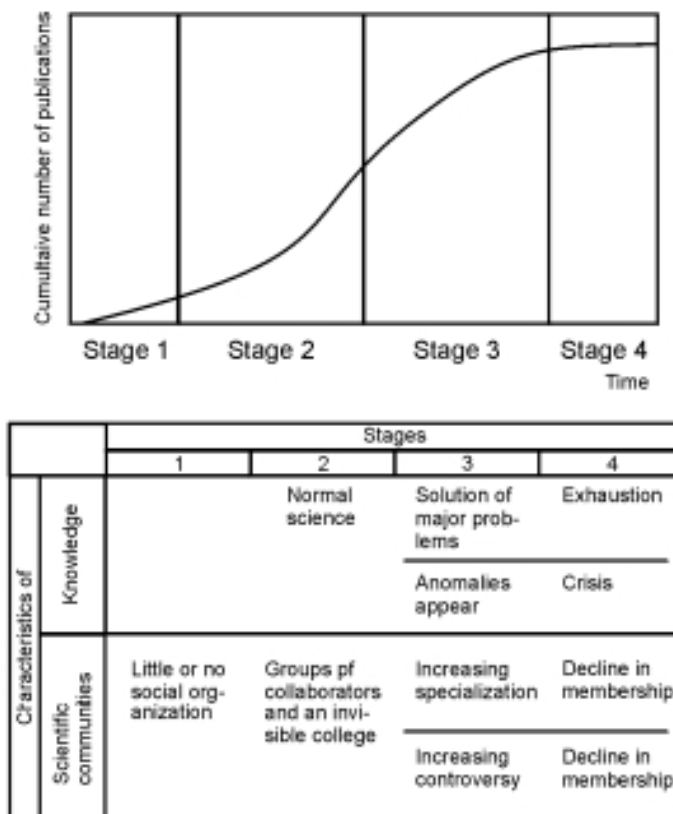 Cumultaive number of publications
Stage 1 Stage 2 Stage 3 Stage 4
Time
Stages
1 2 3 4
Characteristics of
Knowledge
Normal
science
Solution of
major prob-
lems
Exhaustion
Anomalies
appear
Crisis
Scientific
communities
Little or no
social org-
anization
Groups pf
collaborators
and an invi-
sible college
Increasing
specialization
Decline in
membership
Increasing
controversy
Decline in
membership